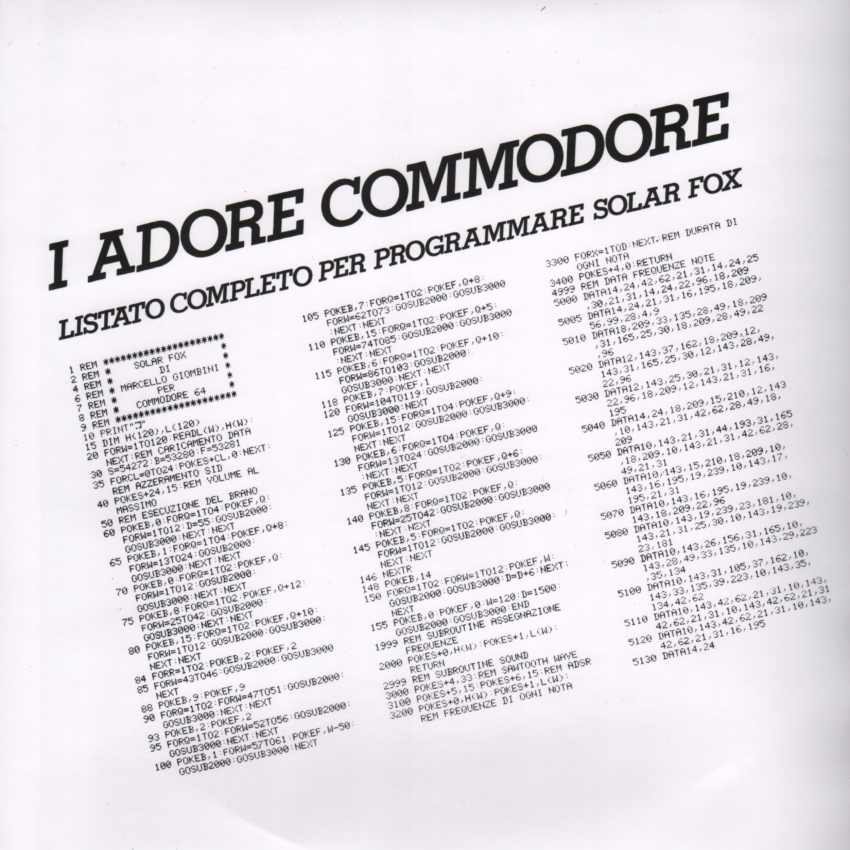 I ADORE COMMODORE
LISTATO COMPLETO PER PROGRAMMARE SOLAR FOX
1 REM ************************
2 REM * SOLAR FOX *
4 REM * DI *
5 REM * MARCELLO GIOMBINI *
6 REM * PER *
7 REM * COMMODORE 64 *
8 REM
9 REM ************************
10 PRINT"
15 DIM H(120),L(120)
20 FORW=1TO120:READL(W),H(W):
NEXT:REM CARICAMENTO DATA
30 S=54272:B=53280:F=53281
35 FORCL=0TO24:POKES+CL,0:NEXT:
REM AZZERAMENTO SID
40 POKES+24,15:REM VOLUME AL
MASSIMO
50 REM ESECUZIONE DEL BRANO
60 POKEB,0:FORQ=1TO4:POKEF,Q:
FORW=1TO12:D=55:GOSUB2000:
GOSUB3000:NEXT:NEXT
65 POKEB,1:FORQ=1TO4:POKEF,Q+8:
FORW=13TO24:GOSUB2000:
GOSUB3000:NEXT:NEXT
70 POKEB,0:FORQ=1TO2:POKEF,Q:
FORW=1TO12:GOSUB2000:
GOSUB3000:NEXT:NEXT
75 POKEB,8:FORQ=1TO2:POKEF,Q+12:
FORW=25TO42:GOSUB2000:
GOSUB3000:NEXT:NEXT
80 POKEB,15:FORQ=1TO2:POKEF,Q+10:
FORW=1TO12:GOSUB2000:GOSUB3000:
NEXT:NEXT
84 FORR=1TO2:POKEB,2:POKEF,2
85 FORW=43TO46:GOSUB2000:GOSUB3000
NEXT
88 POKEB,9:POKEF,9
90 FORQ=1TO2:FORW=47TO51:GOSUB2000:
GOSUB3000:NEXT:NEXT
93 POKEB,2:POKEF,2
95 FORQ=1TO2:FORW=52TO56:GOSUB2000:
GOSUB3000:NEXT:NEXT
100 POKEB,1:FORW=57TO61:POKEF,W-50:
GOSUB2000:GOSUB3000:NEXT
105 POKEB,7:FORQ=1TO2:POKEF,Q+8:
FORW=62TO73:GOSUB2000:GOSUB3000
:NEXT:NEXT
110 POKEB,15:FORQ=1TO2:POKEF,Q+5:
FORW=74TO85:GOSUB2000:GOSUB3000
:NEXT:NEXT
115 POKEB,6:FORQ=1TO2:POKEF,Q+10:
FORW=86TO103:GOSUB2000:
GOSUB3000:NEXT:NEXT
118 POKEB,7:POKEF,1
120 FORW=104TO119:GOSUB2000:
GOSUB3000:NEXT
125 POKEB,15:FORQ=1TO4:POKEF,Q+9:
FORW=1TO12:GOSUB2000:GOSUB3000:
NEXT:NEXT
130 POKEB,6:FORQ=1TO4:POKEF,Q:
FORW=13TO24:GOSUB2000:GOSUB3000:
NEXT:NEXT
135 POKEB,5:FORQ=1TO2:POKEF,Q+6:
FORW=1TO12:GOSUB2000:GOSUB3000:
NEXT:NEXT
140 POKEB,8:FORQ=1TO2:POKEF,Q:
FORW=25TO42:GOSUB2000:GOSUB3000
:NEXT:NEXT
145 POKEB,5:FORQ=1TO2:POKEF,Q:
FORW=1TO12:GOSUB2000:GOSUB3000:
NEXT:NEXT
146 NEXTR
148 POKEB,14
150 FORQ=1TO2:FORW=1TO12:POKEF,W:
GOSUB2000:GOSUB3000:D=D+6:NEXT:
NEXT
155 POKEB,0:POKEF,0:W=120:D=1500:
GOSUB2000:GOSUB3000:END
1999 REM SUBROUTINE ASSEGNAZIONE
FREQUENZE
2000 POKES+0,H(W):POKES+1,L(W):
RETURN
2999 REM SUBROUTINE SOUND
3000 POKES+4,33:REM SAWTOOTH WAVE
3100 POKES+5,15:POKES+6,15:REM ADSR
3200 POKES+0,H(W):POKES+1,L(W):
REM FREQUENZE DI OGNI NOTA
3300 FORX=1TOD:NEXT:REM DURATA DI
OGNI NOTA
3400 POKES+4,0:RETURN
4999 REM DATA FREQUENZE NOTE
5000 DATA14,24,42,62,21,31,14,24,25
,30,21,31,14,24,22,96,18,209
5005 DATA14,24,21,31,16,195,18,209,
56,99,28,4,9
5010 DATA18,209,33,135,28,49,18,209
,31,165,25,30,18,209,28,49,22
,96
5020 DATA12,143,37,162,18,209,12,
143,31,165,25,30,12,143,28,49,
22,96
5030 DATA12,143,25,30,21,31,12,143,
22,96,18,209,12,143,21,31,16,
195
5040 DATA14,24,18,209,15,210,12,143
,10,143,21,31,42,62,28,49,18,
209
5050 DATA10,143,21,31,44,193,31,165
,18,209,10,143,21,31,42,62,28,
49,21,31
5060 DATA10,143,15,210,18,209,10,
143,16,195,19,239,10,143,17,
195,21,31
5070 DATA10,143,16,195,19,239,10,
143,18,209,22,96
5080 DATA10,143,19,239,23,181,10,
143,21,31,25,30,10,143,19,239,
23,181
5090 DATA10,143,26,156,31,165,10,
143,28,49,33,135,10,143,29,223
,35,134
5100 DATA10,143,31,105,37,162,10,
143,33,135,39,223,10,143,35,
134,42,62
5110 DATA10,143,42,62,21,31,10,143,
42,62,21,31,10,143,42,62,21,31
5120 DATA10,143,42,62,21,31,10,143,
42,62,21,31,16,195
5130 DATA14,24